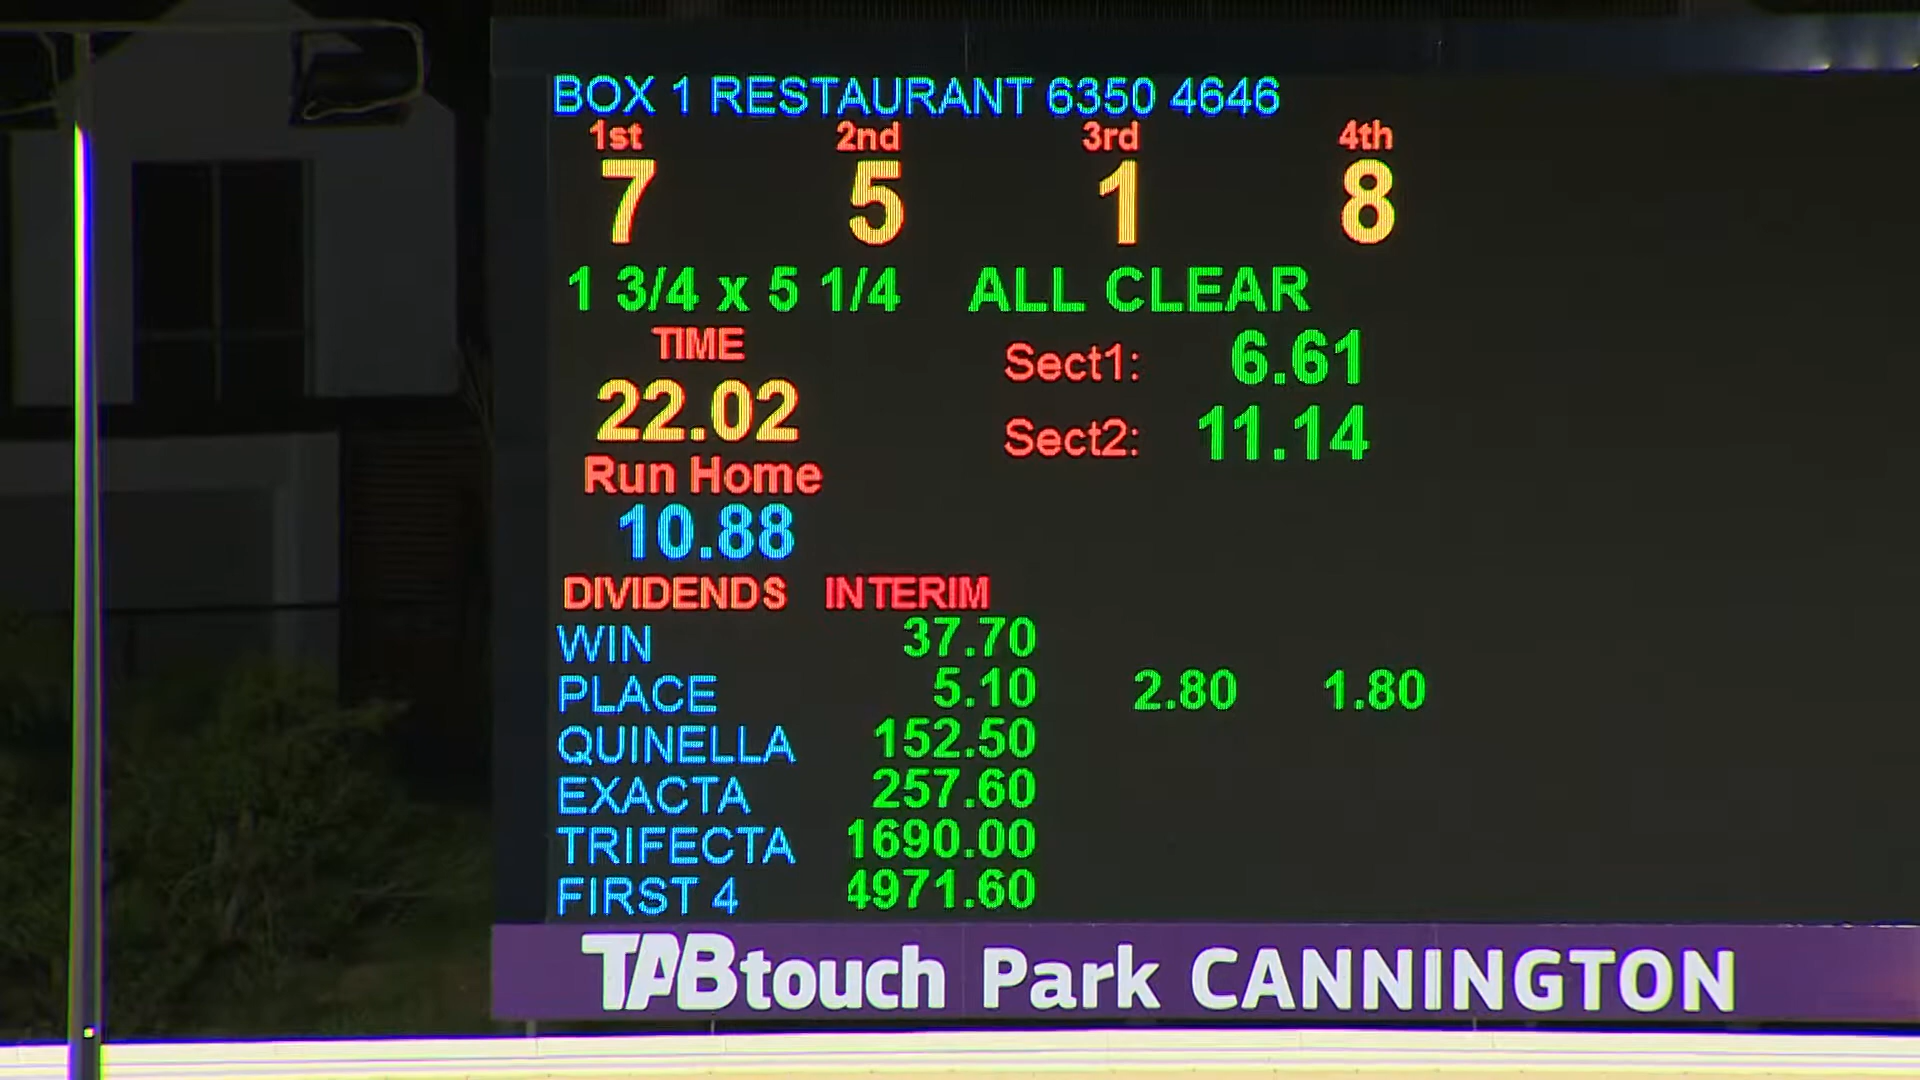 BOX 1 RESTAURANT 6350 4646
1st 2nd 3rd 4th
7 5 1 8
1 3/4 x 5 1/4 ALL CLEAR
TIME Sect1: 6.61
22.02 Sect2: 11.14
Run Home
10.88
DIVIDENDS INTERIM
WIN 37.70
PLACE 5.10 2.80 1.80
QUINELLA 152.50
EXACTA 257.60
TRIFECTA 1690.00
FIRST 4 4971.60
TABtouch Park CANNINGTON